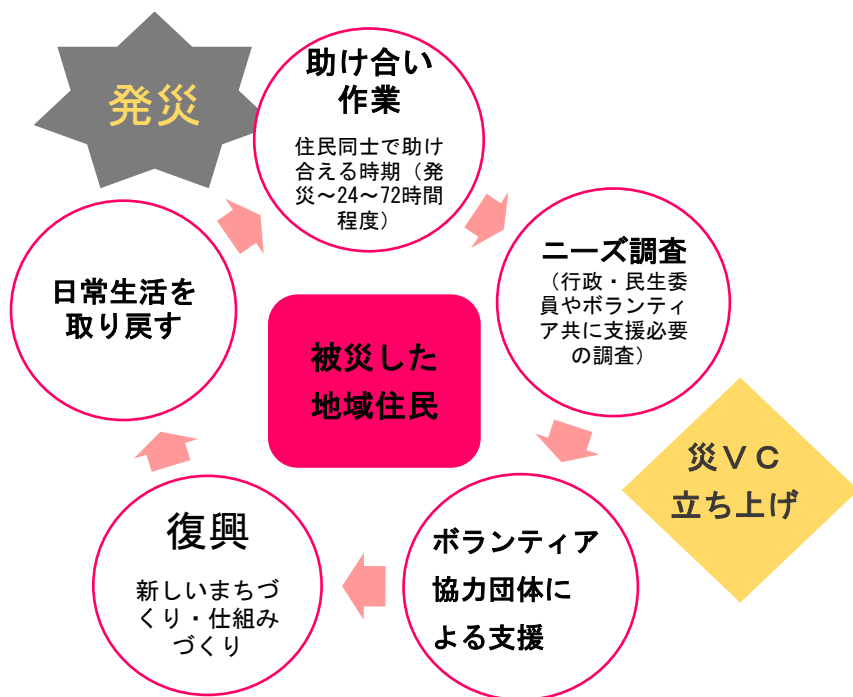 発災
助け合い
作業
住民同士で助け
合える時期（発
災～24～72時間
程度）
ニーズ調査
（行政・民生委
員やボランティ
ア共に支援必要
の調査）
災ＶＣ
立ち上げ
ボランティア
協力団体に
よる支援
復興
新しいまちづ
くり・仕組み
づくり
日常生活を
取り戻す
被災した
地域住民